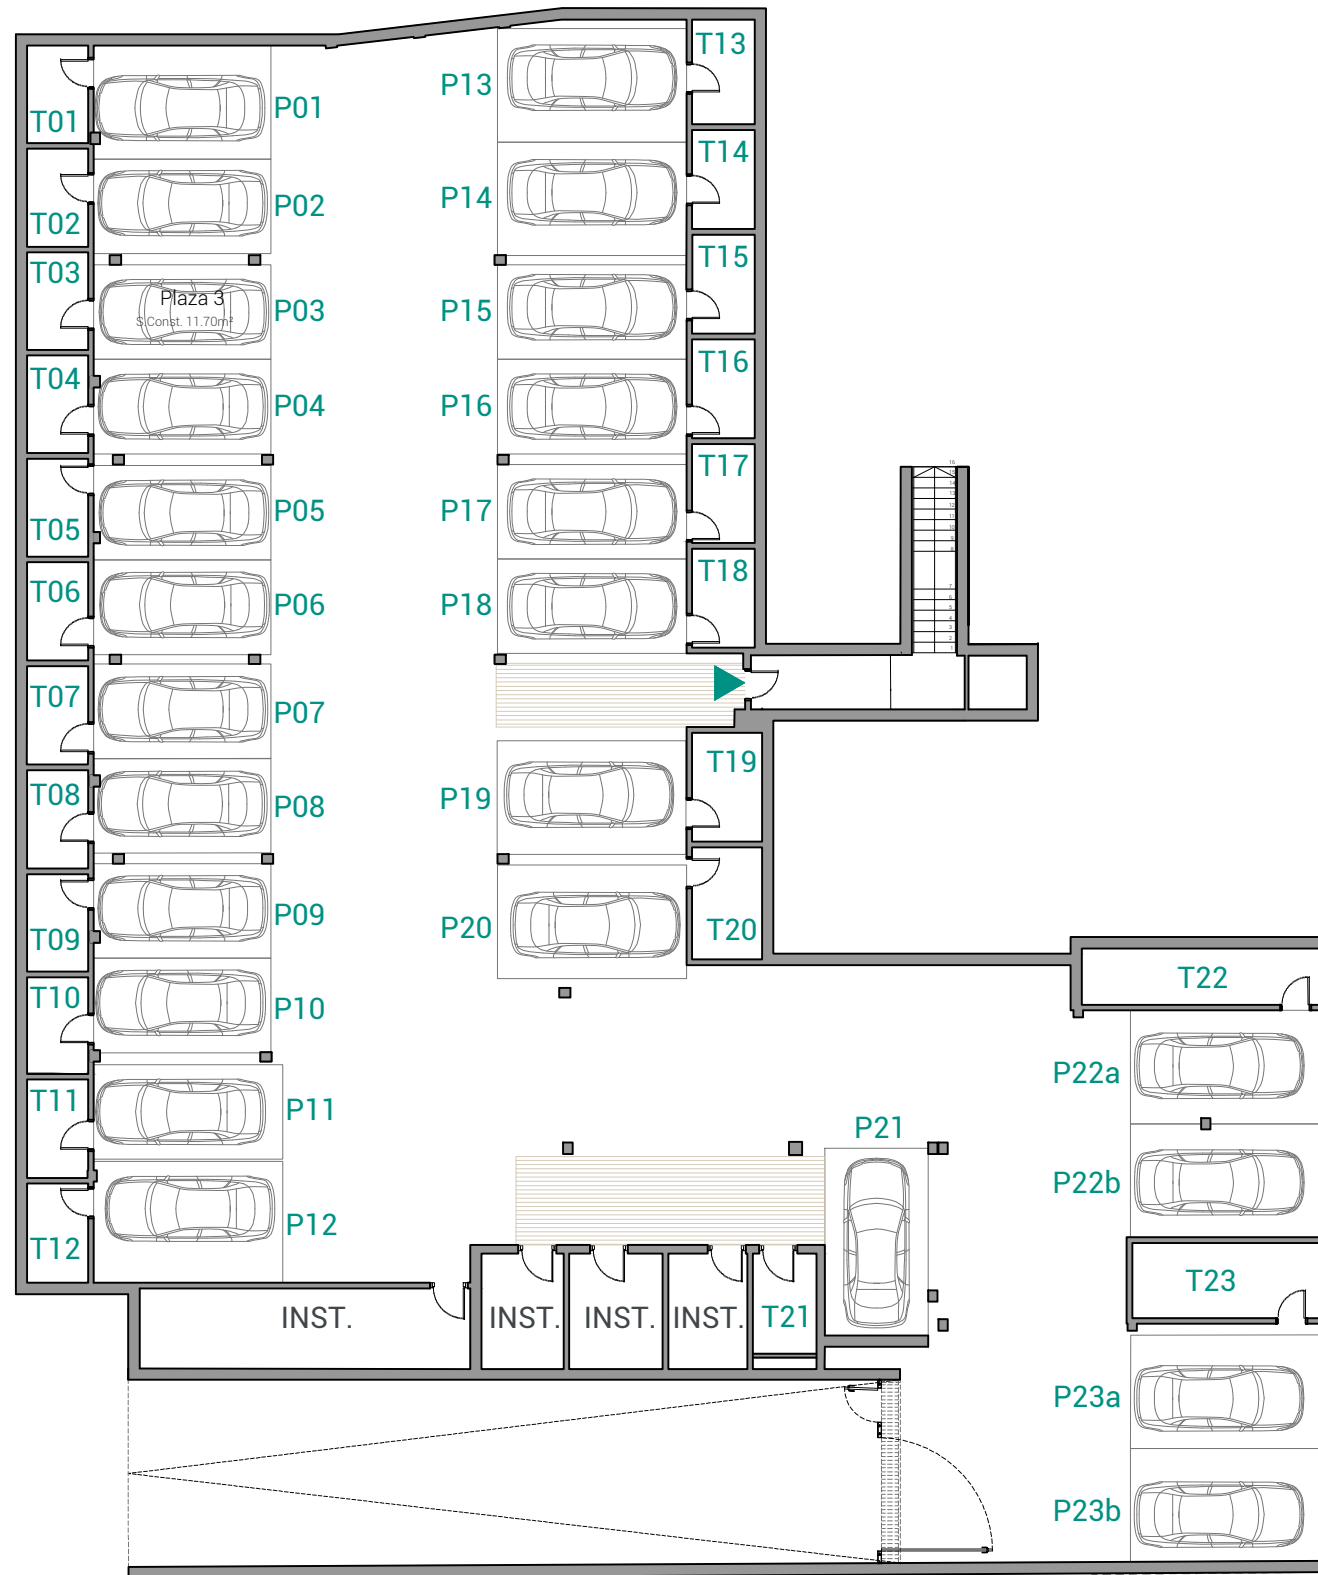 T01
P01
T02
P02
T03
Plaza 3
S.Const. 11.70m²
P03
T04
P04
T05
P05
T06
P06
T07
P07
T08
P08
T09
P09
T10
P10
T11
P11
T12
P12
P13
T13
P14
T14
P15
T15
P16
T16
P17
T17
P18
T18
P19
T19
P20
T20
P21
T21
INST.
INST.
INST.
INST.
T22
P22a
P22b
T23
P23a
P23b